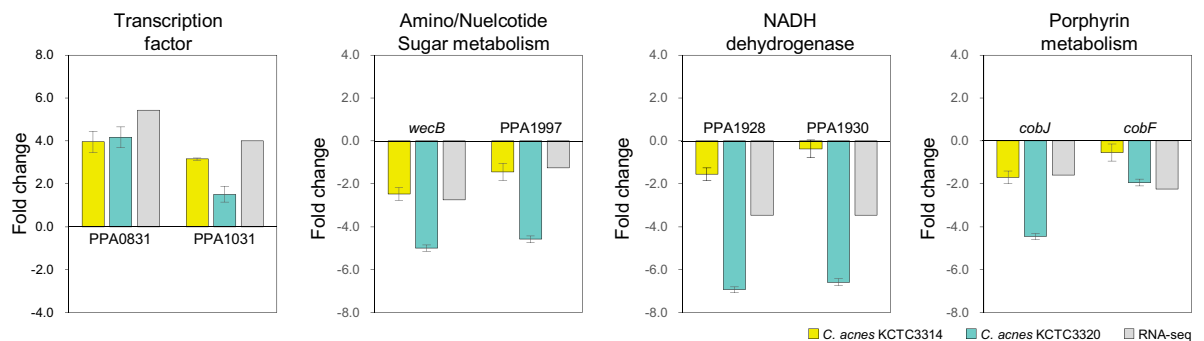 Transcription
factor
Fold change
8.0
6.0
4.0
2.0
0.0
-2.0
-4.0
PPA0831
PPA1031
Amino/Nuelcotide
Sugar metabolism
Fold change
4.0
2.0
0.0
-2.0
-4.0
-6.0
-8.0
wecB
PPA1997
NADH
dehydrogenase
Fold change
4.0
2.0
0.0
-2.0
-4.0
-6.0
-8.0
PPA1928
PPA1930
Porphyrin
metabolism
Fold change
4.0
2.0
0.0
-2.0
-4.0
-6.0
-8.0
cobJ
cobF
C. acnes KCTC3314
C. acnes KCTC3320
RNA-seq